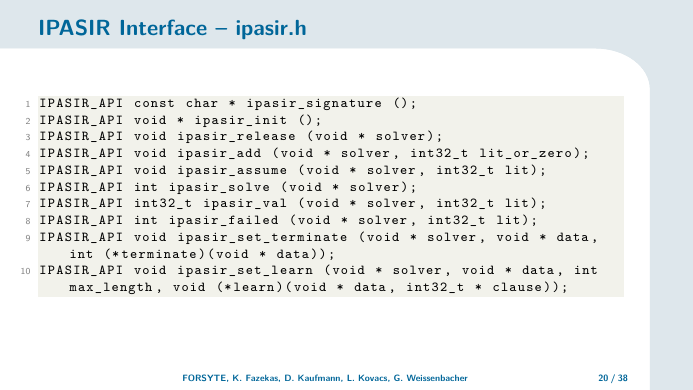 IPASIR Interface – ipasir.h
1 IPASIR_API const char * ipasir_signature ();
2 IPASIR_API void * ipasir_init ();
3 IPASIR_API void ipasir_release (void * solver);
4 IPASIR_API void ipasir_add (void * solver, int32_t lit_or_zero);
5 IPASIR_API void ipasir_assume (void * solver, int32_t lit);
6 IPASIR_API int ipasir_solve (void * solver);
7 IPASIR_API int32_t ipasir_val (void * solver, int32_t lit);
8 IPASIR_API int ipasir_failed (void * solver, int32_t lit);
9 IPASIR_API void ipasir_set_terminate (void * solver, void * data,
int (*terminate)(void * data));
10 IPASIR_API void ipasir_set_learn (void * solver, void * data, int
max_length, void (*learn)(void * data, int32_t * clause));
FORSYTE, K. Fazekas, D. Kaufmann, L. Kovacs, G. Weissenbacher 20 / 38